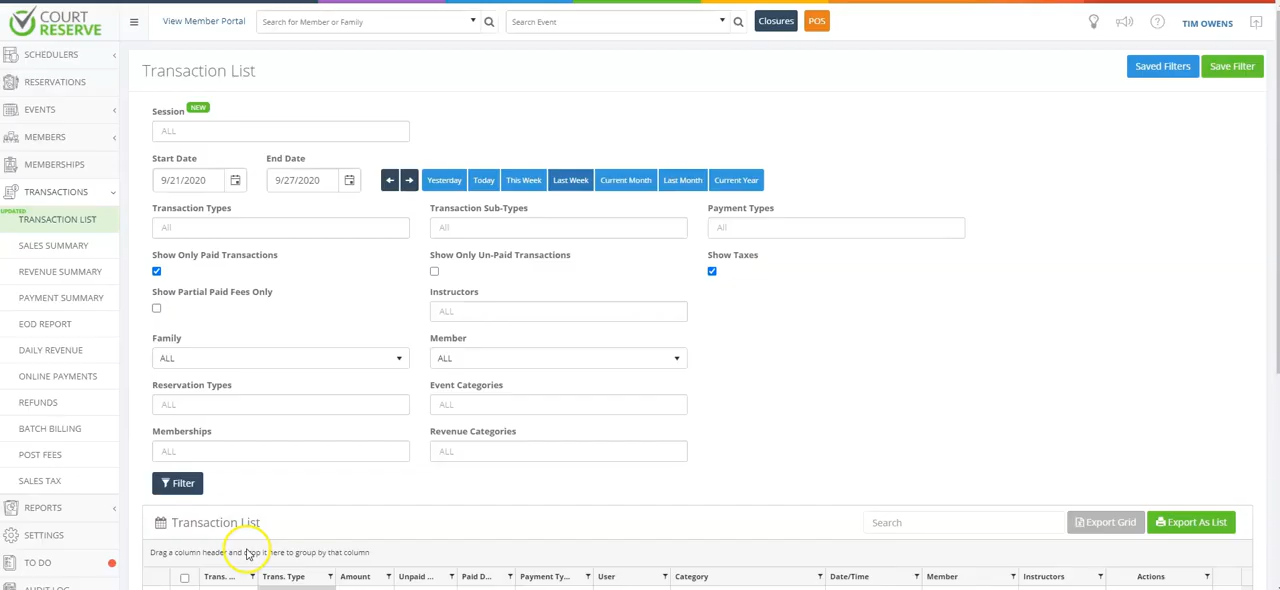 COURT RESERVE
View Member Portal
Search for Member or Family
Search Event
Closures
POS
TIM OWENS
SCHEDULERS
RESERVATIONS
EVENTS
MEMBERS
MEMBERSHIPS
TRANSACTIONS
UPDATED
TRANSACTION LIST
SALES SUMMARY
REVENUE SUMMARY
PAYMENT SUMMARY
EOD REPORT
DAILY REVENUE
ONLINE PAYMENTS
REFUNDS
BATCH BILLING
POST FEES
SALES TAX
REPORTS
SETTINGS
TO DO
AUDIT LOG
Transaction List
Saved Filters
Save Filter
Session NEW
ALL
Start Date End Date
9/21/2020 9/27/2020
Yesterday Today This Week Last Week Current Month Last Month Current Year
Transaction Types Transaction Sub-Types Payment Types
All All All
Show Only Paid Transactions Show Only Un-Paid Transactions Show Taxes
Show Partial Paid Fees Only Instructors
ALL
Family Member
ALL ALL
Reservation Types Event Categories
ALL ALL
Memberships Revenue Categories
ALL ALL
Filter
Transaction List
Search
Export Grid
Export As List
Drag a column header and drop it here to group by that column
Trans. ... Trans. Type Amount Unpaid ... Paid D... Payment Ty... User Category Date/Time Member Instructors Actions